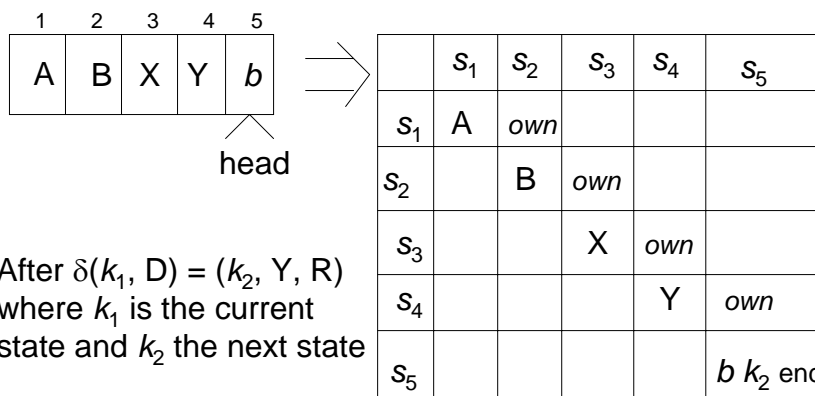 1 2 3 4 5
A B X Y b
head
After δ(k₁, D) = (k₂, Y, R)
where k₁ is the current
state and k₂ the next state
s₁ s₂ s₃ s₄ s₅
s₁ A own
s₂ B own
s₃ X own
s₄ Y own
s₅ b k₂ end